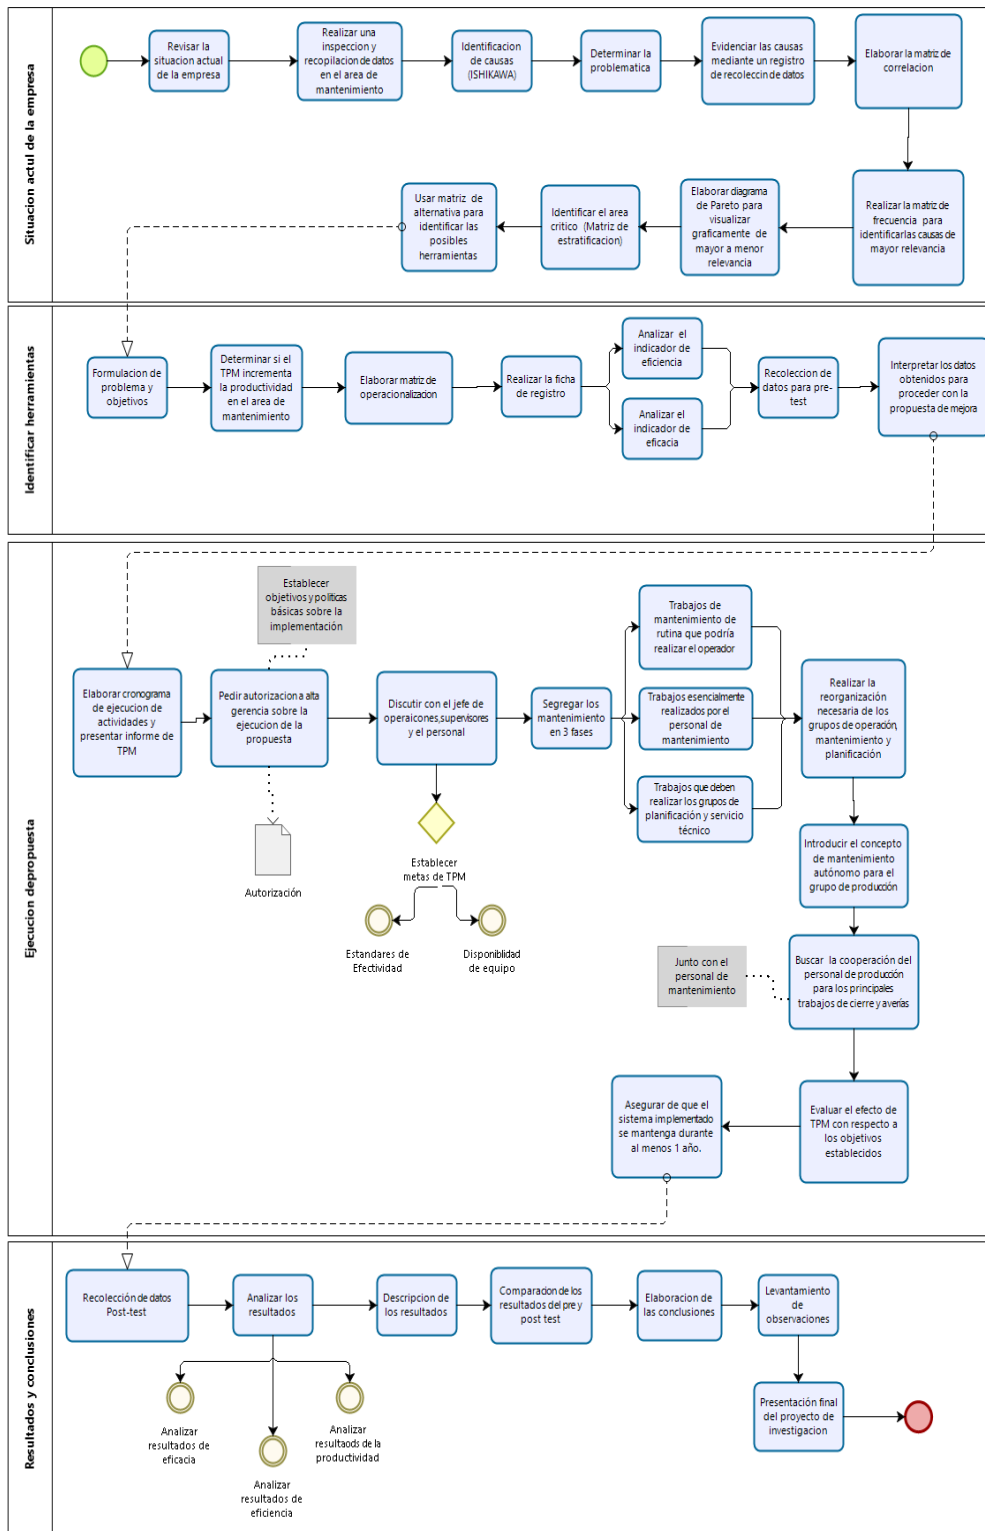 Situacion actul de la empresa
Revisar la
situacion actual
de la empresa
Realizar una
inspeccion y
recopilacion de datos
en el area de
mantenimiento
Identificacion
de causas
(ISHIKAWA)
Determinar la
problematica
Evidenciar las causas
mediante un registro
de recoleccin de datos
Elaborar la matriz de
correlacion
Usar matriz de
alternativa para
identificar las
posibles
herramientas
Identificar el area
critico (Matriz de
estratificacion)
Elaborar diagrama
de Pareto para
visualizar
graficamente de
mayor a menor
relevancia
Realizar la matriz de
frecuencia para
identificarlas causas de
mayor relevancia
Identificar herramientas
Formulacion de
problema y
objetivos
Determinar si el
TPM incrementa
la productividad
en el area de
mantenimiento
Elaborar matriz de
operacionalizacion
Realizar la ficha
de registro
Analizar el
indicador de
eficiencia
Analizar el
indicador de
eficacia
Recoleccion de
datos para pre-
test
Interpretar los datos
obtenidos para
proceder con la
propuesta de mejora
Ejecucion depropuesta
Establecer
objetivos y politicas
básicas sobre la
implementación
Elaborar cronograma
de ejecucion de
actividades y
presentar informe de
TPM
Pedir autorizacion a alta
gerencia sobre la
ejecucion de la
propuesta
Autorización
Discutir con el jefe de
operaicones,supervisores
y el personal
Establecer
metas de TPM
Estandares de
Efectividad
Disponiblidad
de equipo
Segregar los
mantenimiento
en 3 fases
Trabajos de
mantenimiento de
rutina que podría
realizar el operador
Trabajos esencialmente
realizados por el
personal de
mantenimiento
Trabajos que deben
realizar los grupos de
planificación y servicio
técnico
Realizar la
reorganización
necesaria de los
grupos de operación,
mantenimiento y
planificación
Introducir el concepto
de mantenimiento
autónomo para el
grupo de producción
Junto con el
personal de
mantenimiento
Buscar la cooperación del
personal de producción
para los principales
trabajos de cierre y averías
Asegurar de que el
sistema implementado
se mantenga durante
al menos 1 año.
Evaluar el efecto de
TPM con respecto a
los objetivos
establecidos
Resultados y conclusiones
Recolección de datos
Post-test
Analizar los
resultados
Descripcion de
los resultados
Comparacion de los
resultados del pre y
post test
Elaboracion de
las conclusiones
Levantamiento
de
observaciones
Analizar
resultados de
eficacia
Analizar
resultados de
eficiencia
Analizar
resultaods de la
productividad
Presentación final
del proyecto de
investigacion